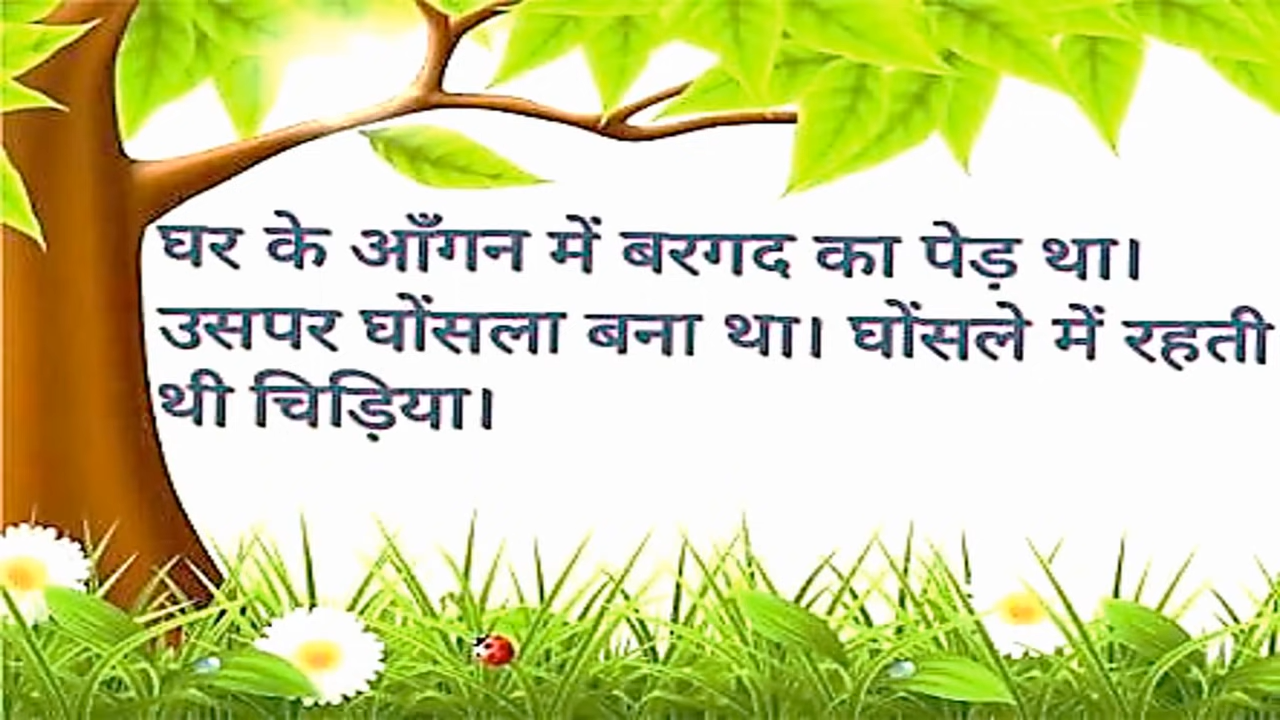 घर के आँगन में बरगद का पेड़ था।
उसपर घोंसला बना था। घोंसले में रहती
थी चिड़िया।